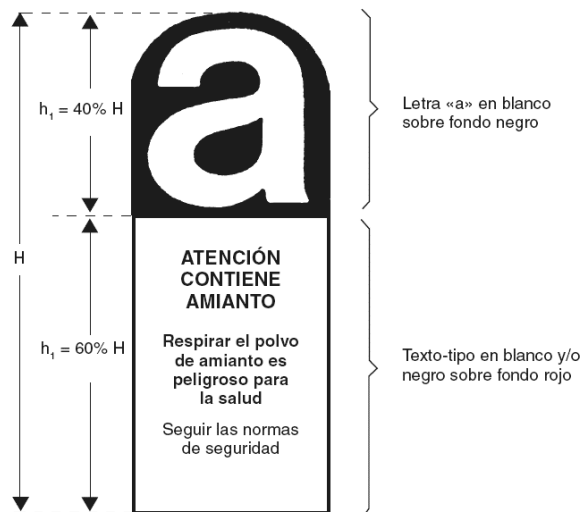 h₁ = 40% H
a
Letra «a» en blanco
sobre fondo negro
H
h₁ = 60% H
ATENCIÓN
CONTIENE
AMIANTO
Respirar el polvo
de amianto es
peligroso para
la salud
Seguir las normas
de seguridad
Texto-tipo en blanco y/o
negro sobre fondo rojo